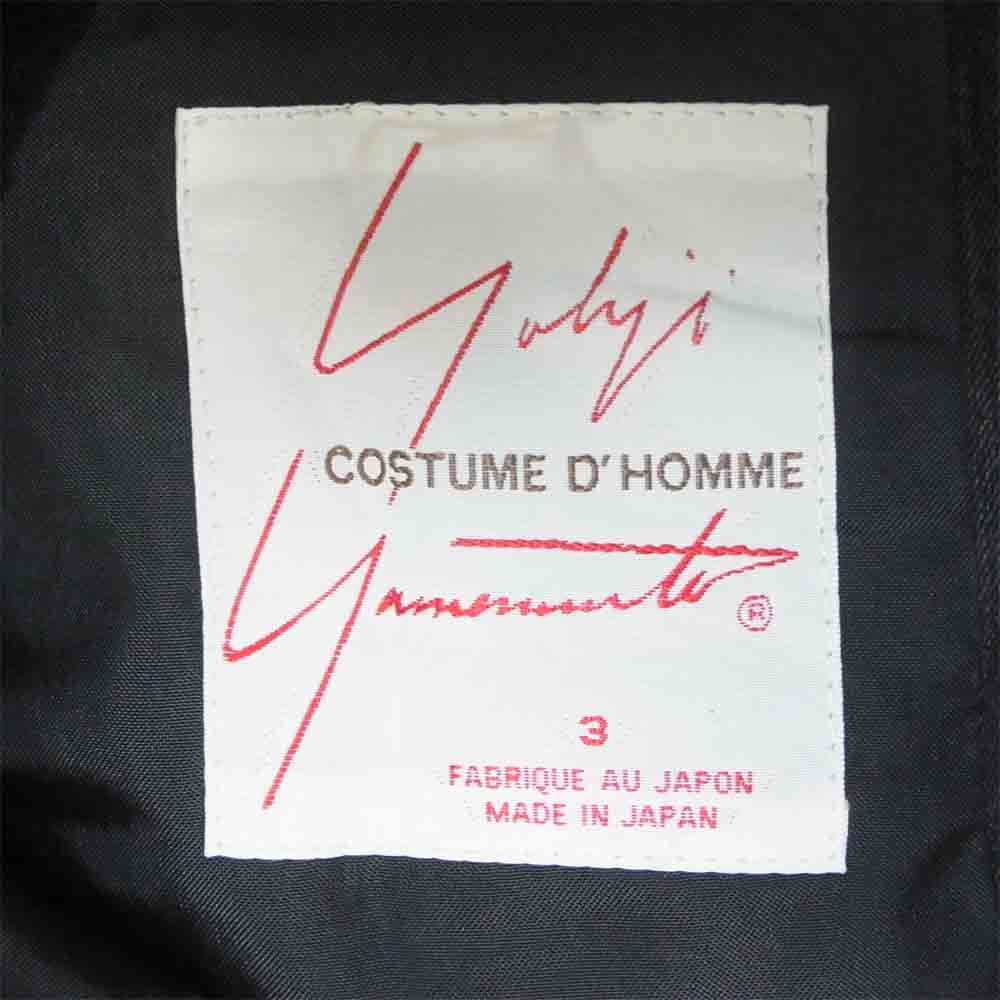 Yohji
COSTUME D'HOMME
Yamamoto ®
3
FABRIQUE AU JAPON
MADE IN JAPAN